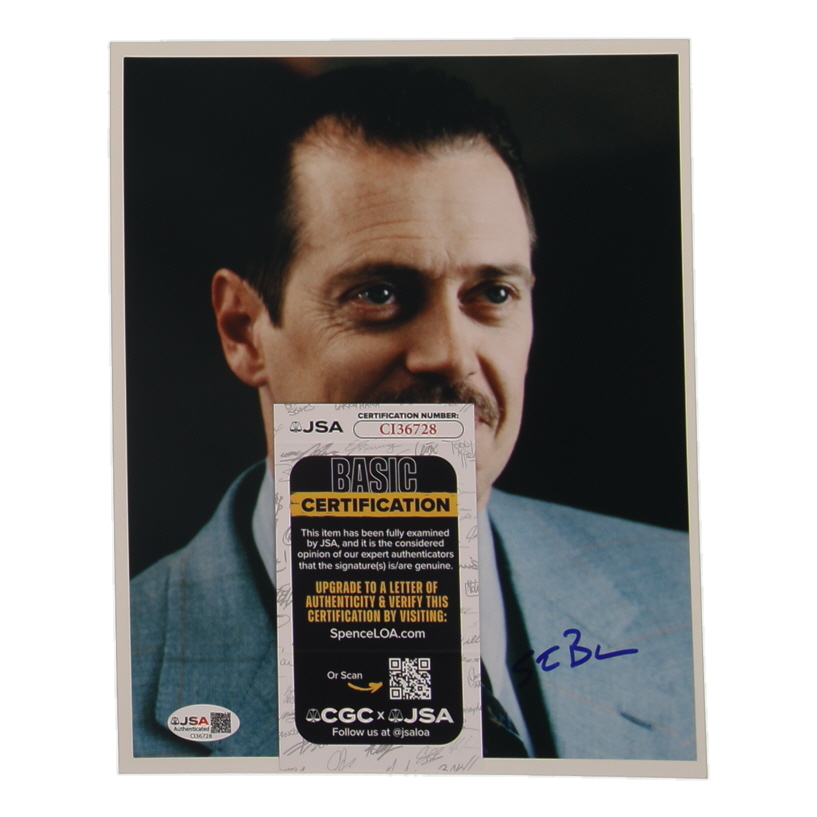 JSA
CERTIFICATION NUMBER:
CI36728
BASIC
CERTIFICATION
This item has been fully examined
by JSA, and it is the considered
opinion of our expert authenticators
that the signature(s) is/are genuine.
UPGRADE TO A LETTER OF
AUTHENTICITY & VERIFY THIS
CERTIFICATION BY VISITING:
SpenceLOA.com
Or Scan
CGC x JSA
Follow us at @jsaloa
JSA
Authenticated
CI36728